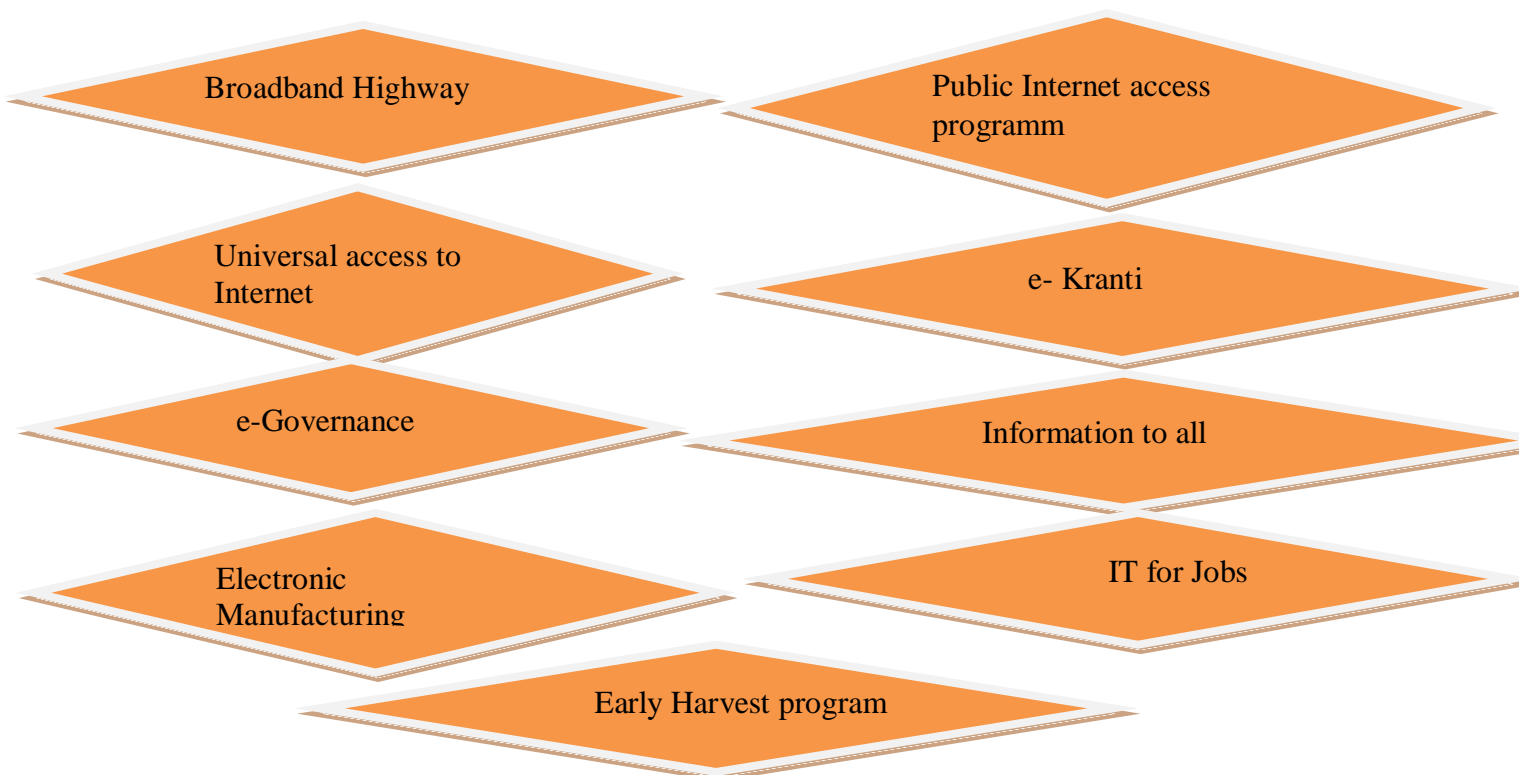 Broadband Highway
Public Internet access
programm
Universal access to
Internet
e- Kranti
e-Governance
Information to all
Electronic
Manufacturing
IT for Jobs
Early Harvest program